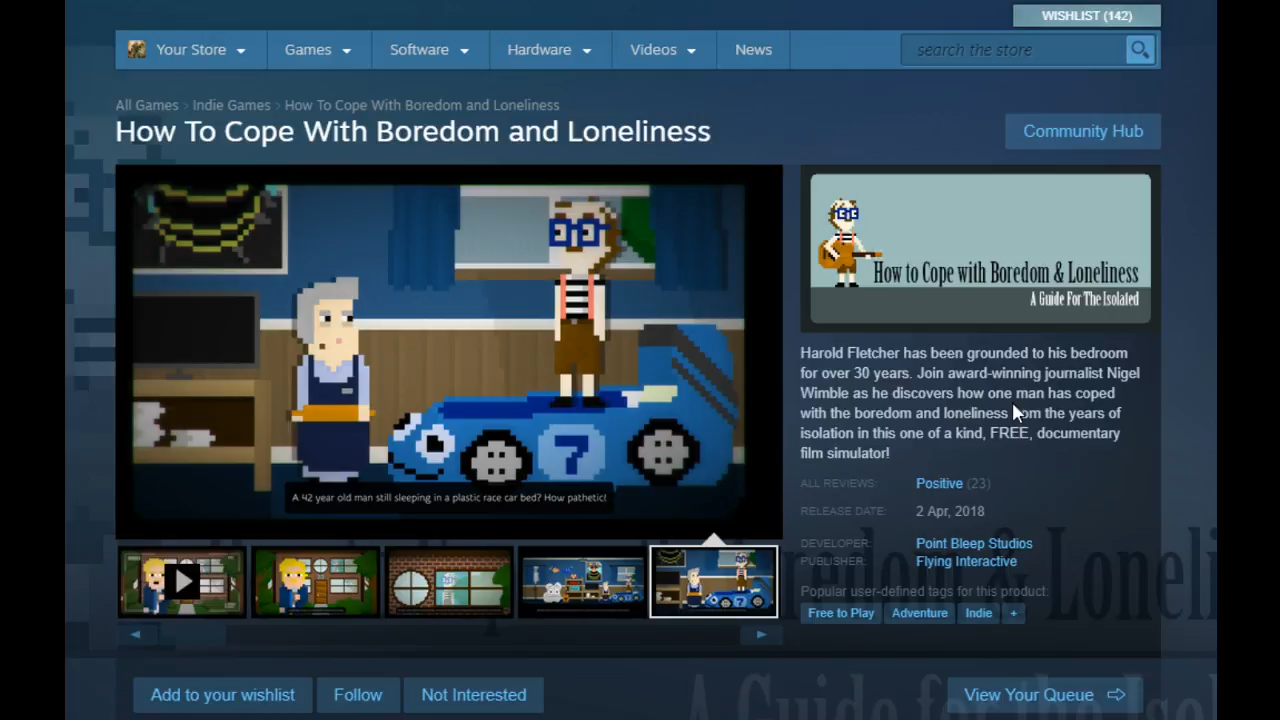 WISHLIST (142)
Your Store Games Software Hardware Videos News search the store
All Games > Indie Games > How To Cope With Boredom and Loneliness
How To Cope With Boredom and Loneliness
Community Hub
7
A 42 year old man still sleeping in a plastic race car bed? How pathetic!
How to Cope with Boredom & Loneliness
A Guide For The Isolated
Harold Fletcher has been grounded to his bedroom
for over 30 years. Join award-winning journalist Nigel
Wimble as he discovers how one man has coped
with the boredom and loneliness from the years of
isolation in this one of a kind, FREE, documentary
film simulator!
ALL REVIEWS: Positive (23)
RELEASE DATE: 2 Apr, 2018
DEVELOPER: Point Bleep Studios
PUBLISHER: Flying Interactive
Popular user-defined tags for this product:
Free to Play Adventure Indie +
Add to your wishlist Follow Not Interested View Your Queue